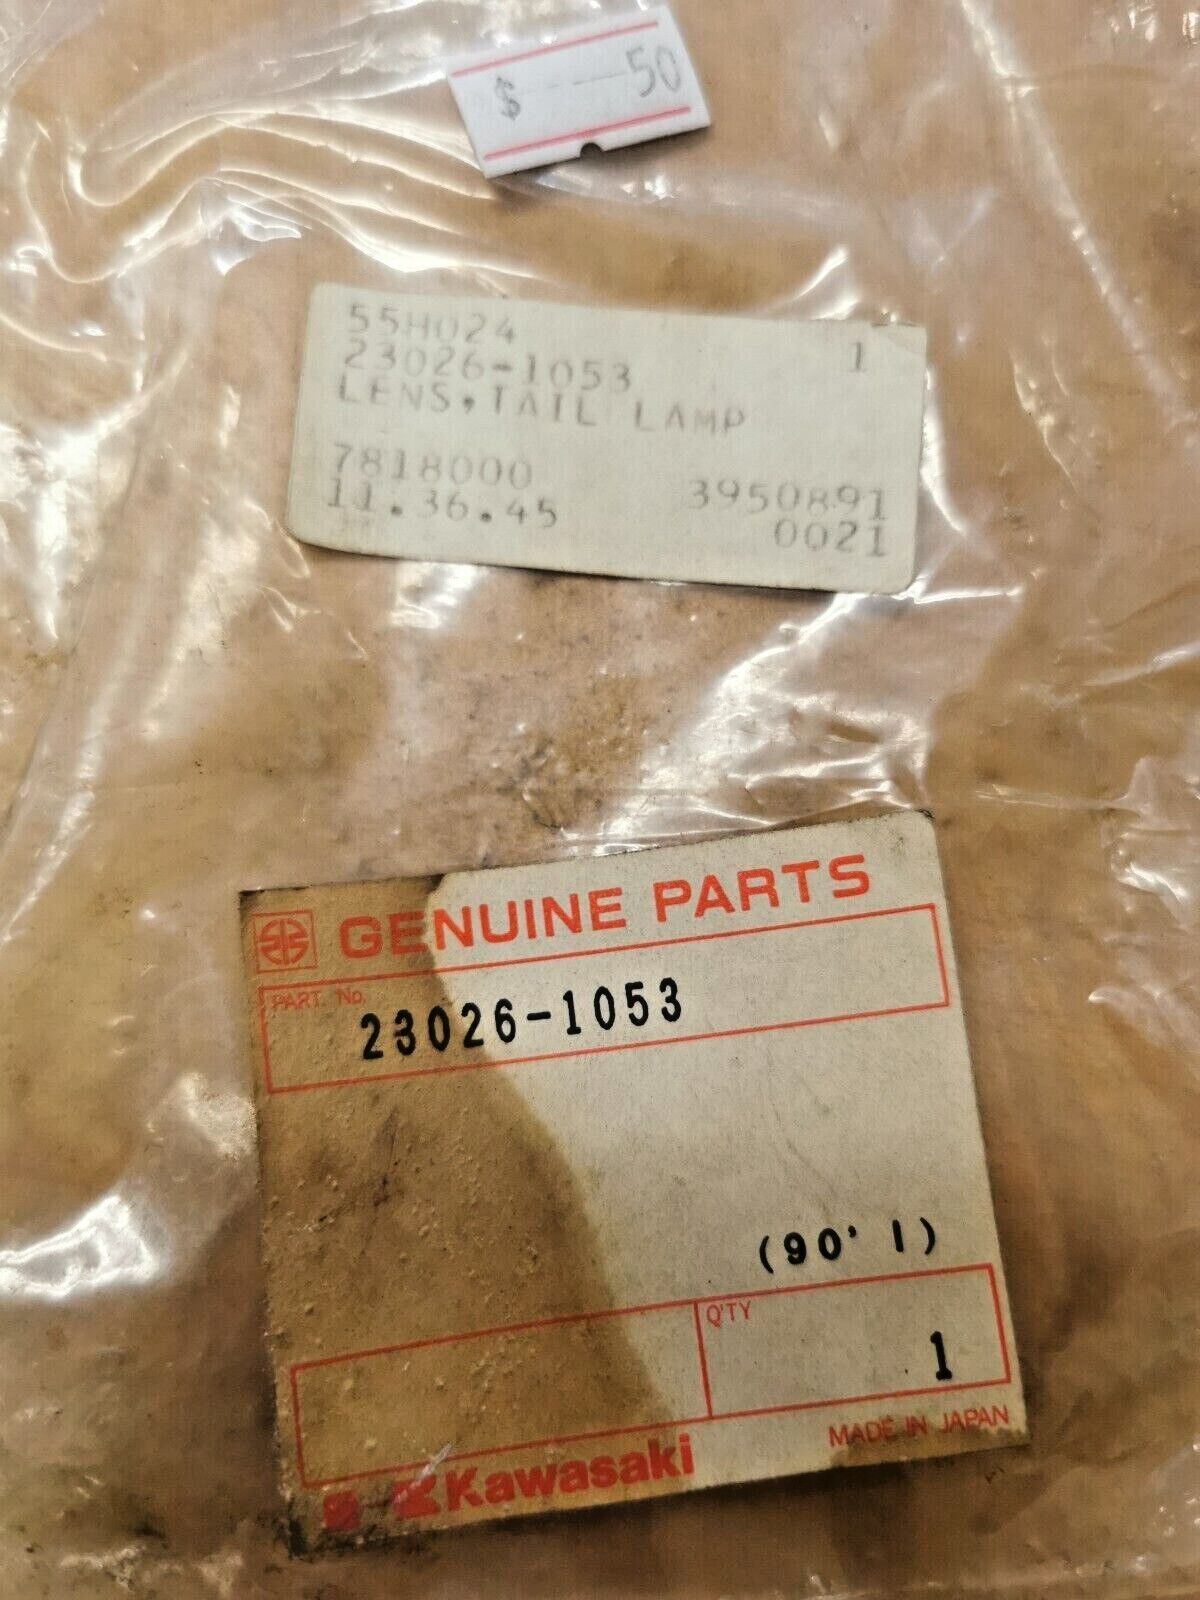 $ 50
55H024
23026-1053 1
LENS,TAIL LAMP
7818000 3950891
11.36.45 0021
GENUINE PARTS
PART. No.
23026-1053
(90' 1)
Q'TY
1
MADE IN JAPAN
Kawasaki